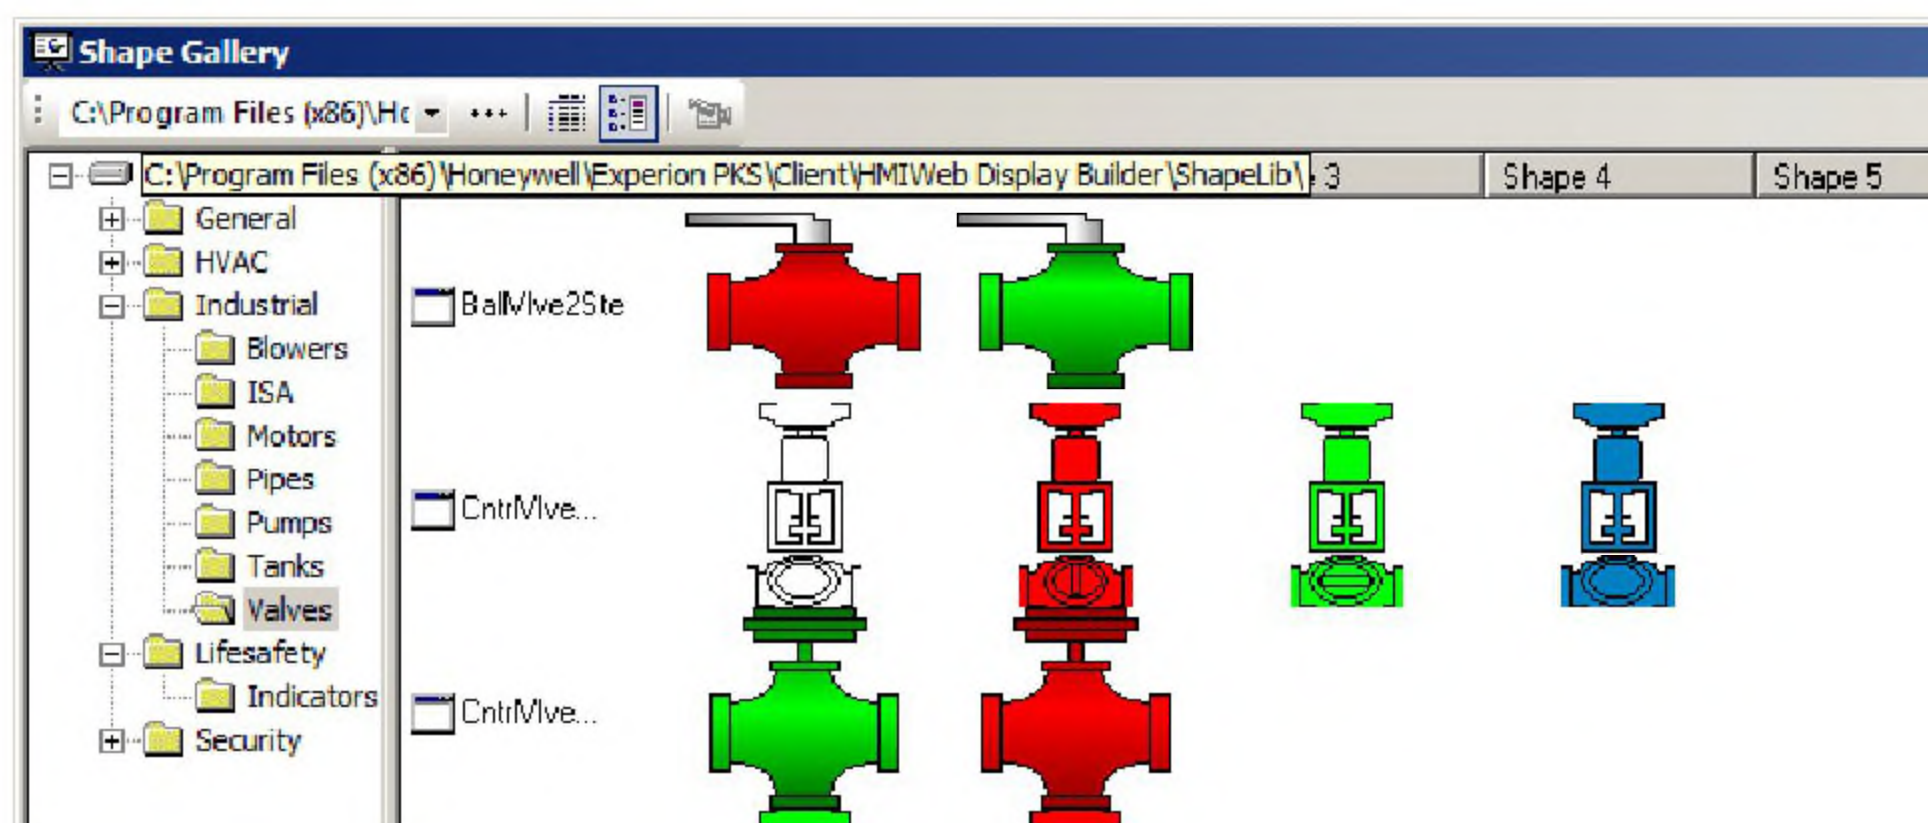 Shape Gallery
C:\Program Files (x86)\Hc
C:\Program Files (x86)\Honeywell\Experion PKS\Client\HMIWeb Display Builder\ShapeLib\ 3 Shape 4 Shape 5
General
HVAC
Industrial
Blowers
ISA
Motors
Pipes
Pumps
Tanks
Valves
Lifesafety
Indicators
Security
BallVlve2Ste
CntrlVlve...
CntrlVlve...